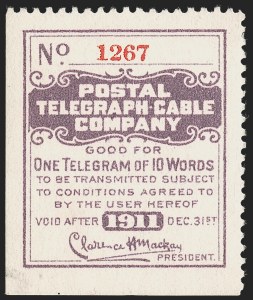 No. 1267
POSTAL
TELEGRAPH-CABLE
COMPANY
GOOD FOR
ONE TELEGRAM OF 10 WORDS
TO BE TRANSMITTED SUBJECT
TO CONDITIONS AGREED TO
BY THE USER HEREOF
VOID AFTER 1911 DEC. 31ST
Clarence H Mackay
PRESIDENT.